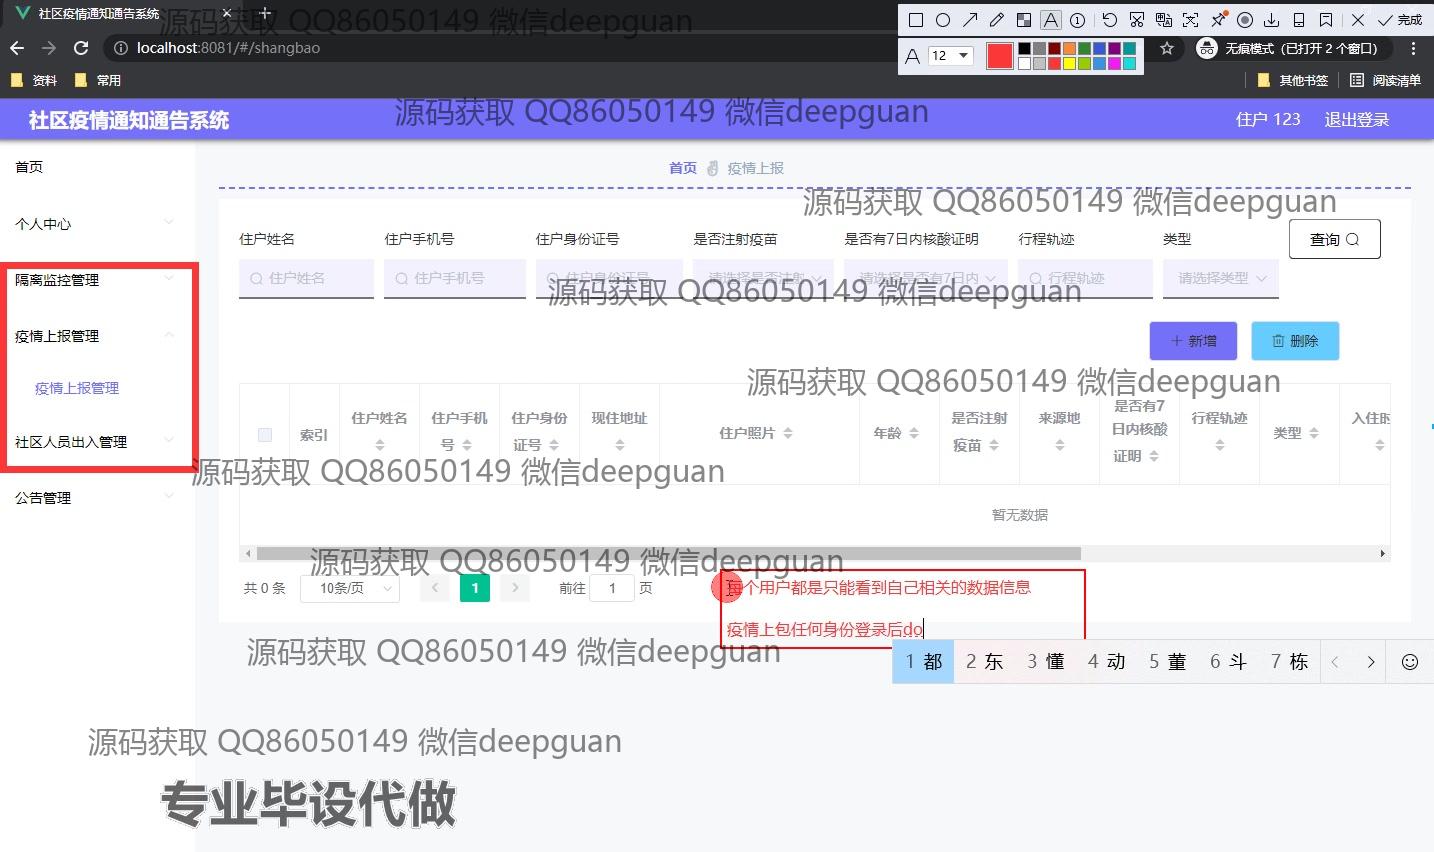 社区疫情通知通告系统
源码获取 QQ86050149 微信deepguan
12
完成
localhost:8081/#/shangbao
无痕模式（已打开 2 个窗口）
资料
常用
其他书签
阅读清单
社区疫情通知通告系统
源码获取 QQ86050149 微信deepguan
住户 123
退出登录
首页
首页
疫情上报
源码获取 QQ86050149 微信deepguan
个人中心
住户姓名 住户手机号 住户身份证号 是否注射疫苗 是否有7日内核酸证明 行程轨迹 类型
查询
隔离监控管理
住户姓名 住户手机号 住户身份证号 请选择是否注射 请选择是否有7日内 行程轨迹 请选择类型
源码获取 QQ86050149 微信deepguan
疫情上报管理
新增 删除
疫情上报管理
源码获取 QQ86050149 微信deepguan
社区人员出入管理
索引 住户姓名 住户手机号 住户身份证号 现住地址 住户照片 年龄 是否注射疫苗 来源地 是否有7日内核酸证明 行程轨迹 类型 入住时
源码获取 QQ86050149 微信deepguan
公告管理
暂无数据
源码获取 QQ86050149 微信deepguan
共 0 条 10条/页 1 前往 1 页
每个用户都是只能看到自己相关的数据信息
疫情上包任何身份登录后do
源码获取 QQ86050149 微信deepguan
1 都 2 东 3 懂 4 动 5 董 6 斗 7 栋
源码获取 QQ86050149 微信deepguan
专业毕设代做